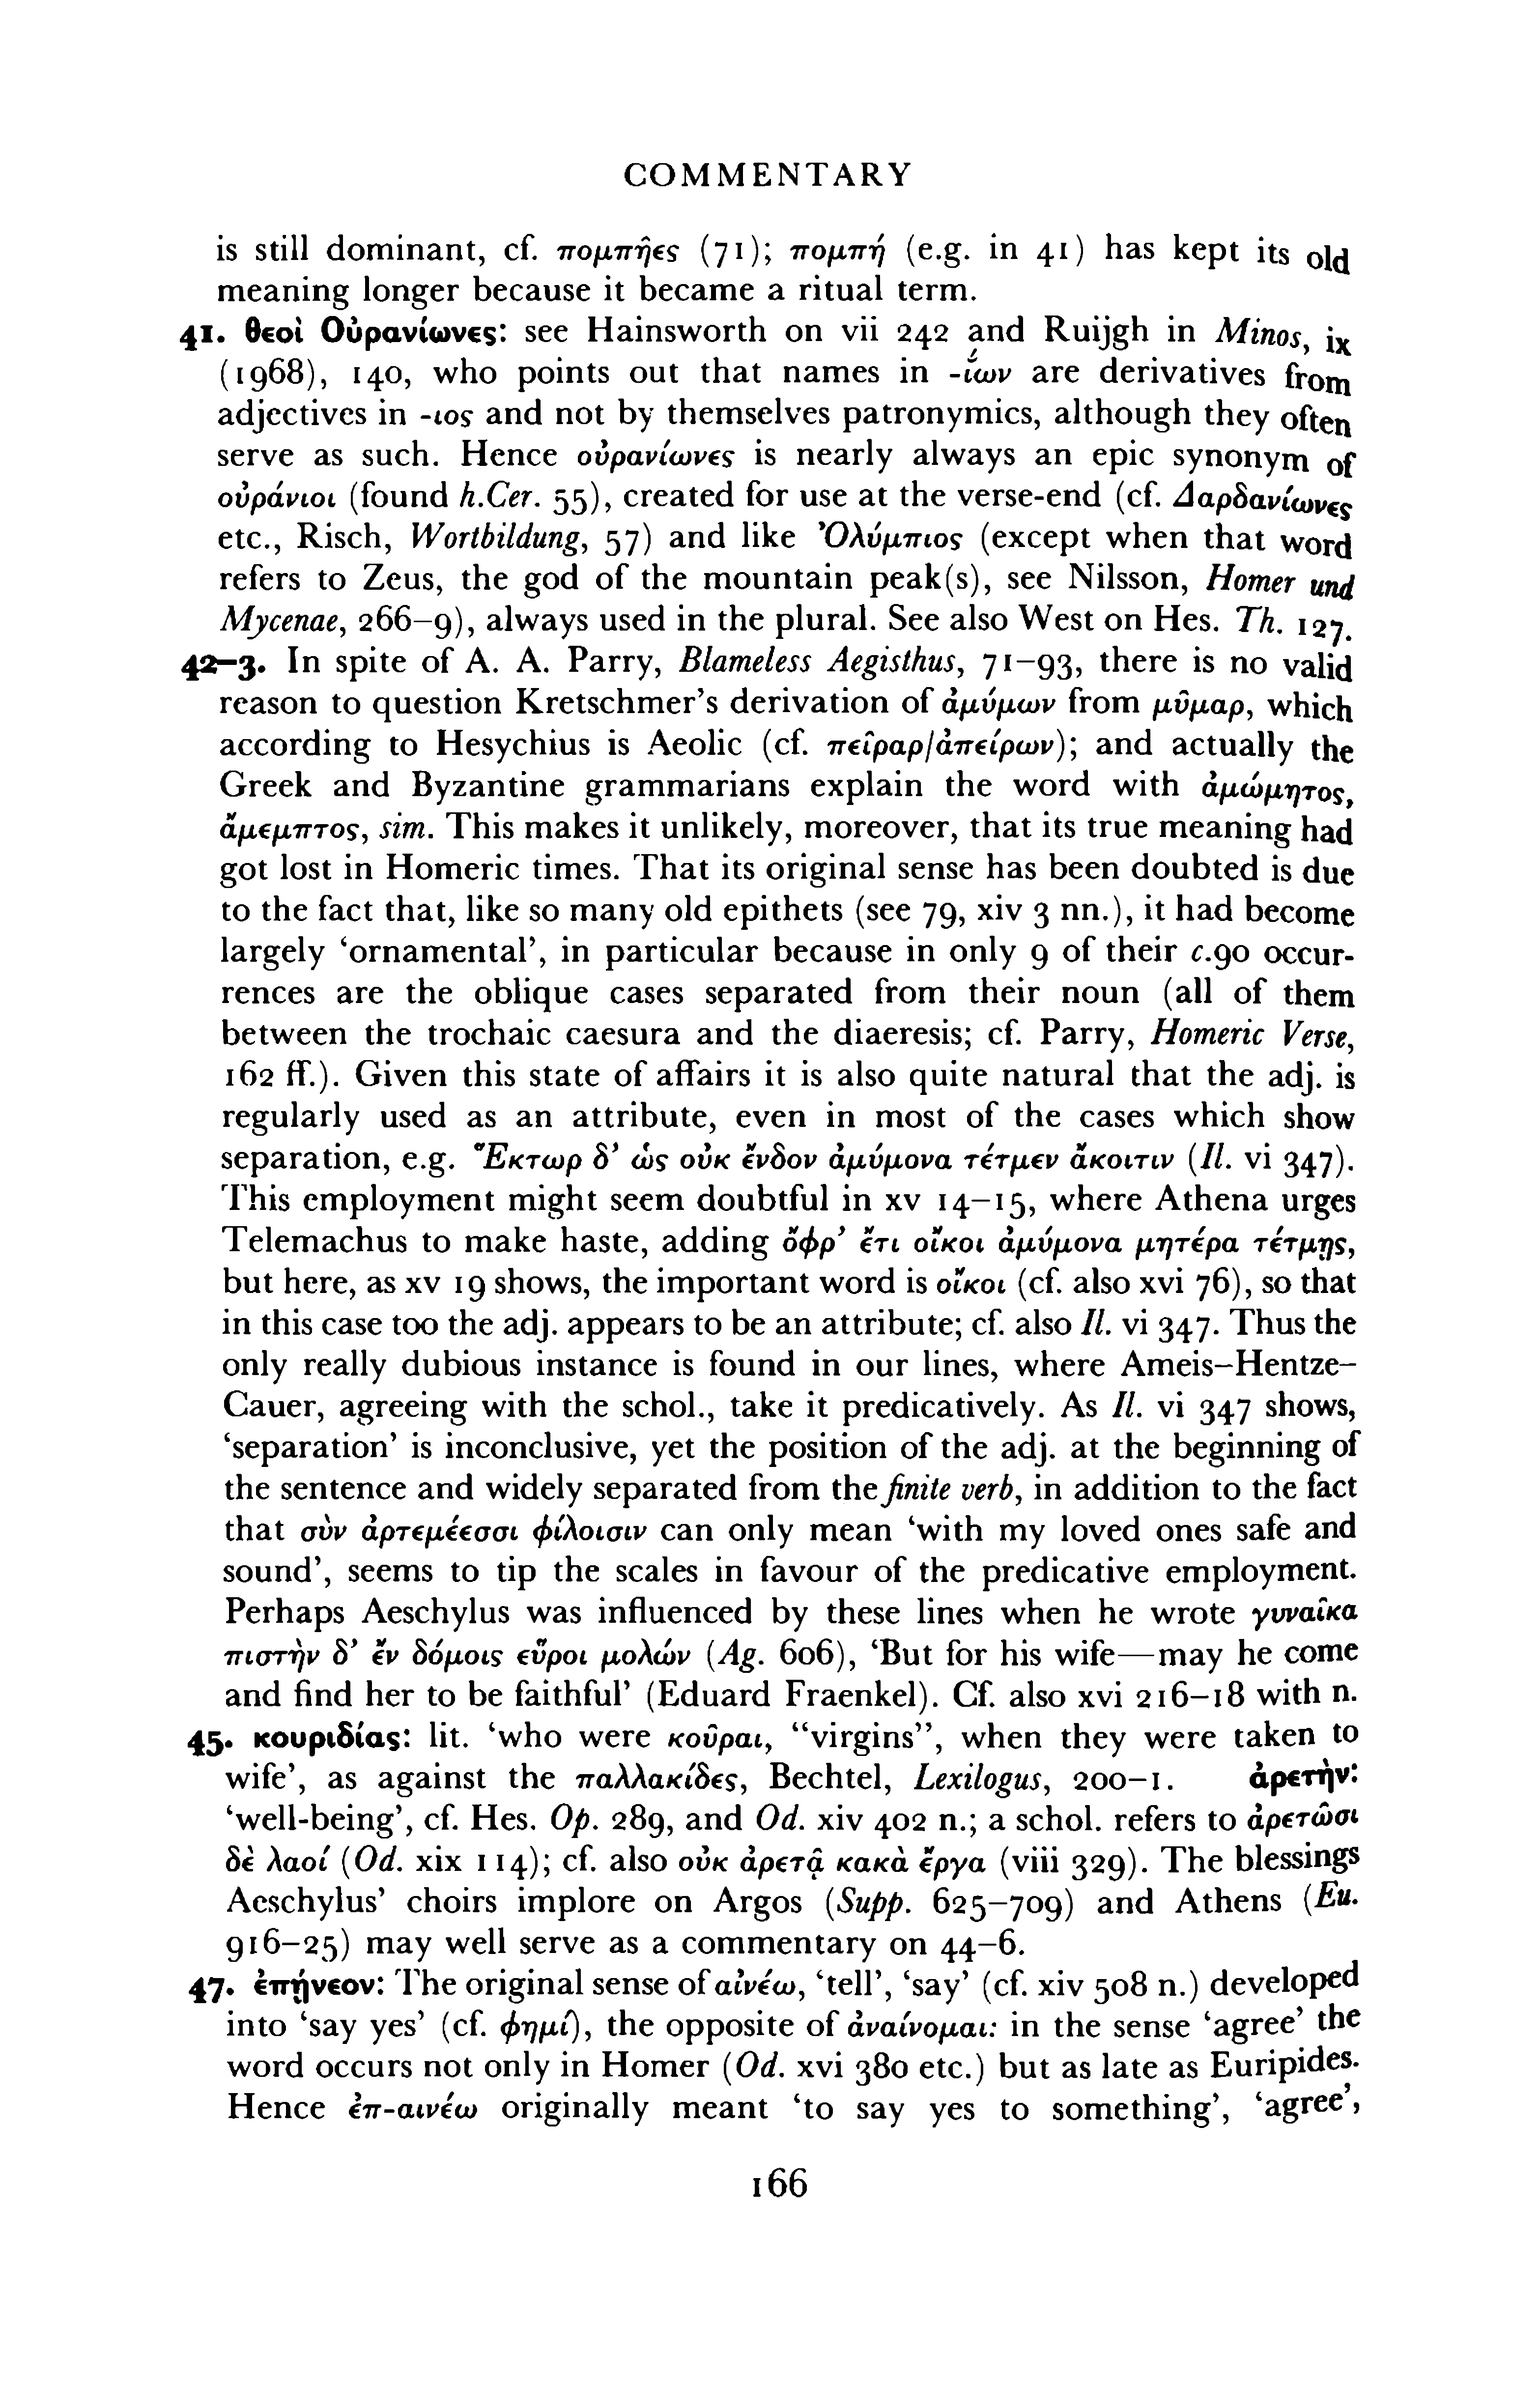 COMMENTARY
is still dominant, cf. πομπῆες (71); πομπή (e.g. in 41) has kept its old
meaning longer because it became a ritual term.
41. θεοὶ Οὐρανίωνες: see Hainsworth on vii 242 and Ruijgh in Minos, ix
(1968), 140, who points out that names in -ίων are derivatives from
adjectives in -ιος and not by themselves patronymics, although they often
serve as such. Hence οὐρανίωνες is nearly always an epic synonym of
οὐράνιοι (found h.Cer. 55), created for use at the verse-end (cf. Δαρδανίωνες
etc., Risch, Wortbildung, 57) and like Ὀλύμπιος (except when that word
refers to Zeus, the god of the mountain peak(s), see Nilsson, Homer und
Mycenae, 266–9), always used in the plural. See also West on Hes. Th. 127.
42–3. In spite of A. A. Parry, Blameless Aegisthus, 71–93, there is no valid
reason to question Kretschmer's derivation of ἀμύμων from μῦμαρ, which
according to Hesychius is Aeolic (cf. πεῖραρ/ἀπείρων); and actually the
Greek and Byzantine grammarians explain the word with ἀμώμητος,
ἄμεμπτος, sim. This makes it unlikely, moreover, that its true meaning had
got lost in Homeric times. That its original sense has been doubted is due
to the fact that, like so many old epithets (see 79, xiv 3 nn.), it had become
largely ‘ornamental’, in particular because in only 9 of their c.90 occur-
rences are the oblique cases separated from their noun (all of them
between the trochaic caesura and the diaeresis; cf. Parry, Homeric Verse,
162 ff.). Given this state of affairs it is also quite natural that the adj. is
regularly used as an attribute, even in most of the cases which show
separation, e.g. Ἕκτωρ δ’ ὡς οὐκ ἔνδον ἀμύμονα τέτμεν ἄκοιτιν (Il. vi 347).
This employment might seem doubtful in xv 14–15, where Athena urges
Telemachus to make haste, adding ὄφρ’ ἔτι οἴκοι ἀμύμονα μητέρα τέτμῃς,
but here, as xv 19 shows, the important word is οἴκοι (cf. also xvi 76), so that
in this case too the adj. appears to be an attribute; cf. also Il. vi 347. Thus the
only really dubious instance is found in our lines, where Ameis–Hentze–
Cauer, agreeing with the schol., take it predicatively. As Il. vi 347 shows,
‘separation’ is inconclusive, yet the position of the adj. at the beginning of
the sentence and widely separated from the finite verb, in addition to the fact
that σὺν ἀρτεμέεσσι φίλοισιν can only mean ‘with my loved ones safe and
sound’, seems to tip the scales in favour of the predicative employment.
Perhaps Aeschylus was influenced by these lines when he wrote γυναῖκα
πιστὴν δ’ ἐν δόμοις εὕροι μολών (Ag. 606), ‘But for his wife—may he come
and find her to be faithful’ (Eduard Fraenkel). Cf. also xvi 216–18 with n.
45. κουριδίας: lit. ‘who were κοῦραι, “virgins”, when they were taken to
wife’, as against the παλλακίδες, Bechtel, Lexilogus, 200–1. ἀρετὴν:
‘well-being’, cf. Hes. Op. 289, and Od. xiv 402 n.; a schol. refers to ἀρετῶσι
δὲ λαοί (Od. xix 114); cf. also οὐκ ἀρετᾷ κακὰ ἔργα (viii 329). The blessings
Aeschylus’ choirs implore on Argos (Supp. 625–709) and Athens (Eu.
916–25) may well serve as a commentary on 44–6.
47. ἐπῄνεον: The original sense of αἰνέω, ‘tell’, ‘say’ (cf. xiv 508 n.) developed
into ‘say yes’ (cf. φημί), the opposite of ἀναίνομαι: in the sense ‘agree’ the
word occurs not only in Homer (Od. xvi 380 etc.) but as late as Euripides.
Hence ἐπ-αινέω originally meant ‘to say yes to something’, ‘agree’,
166